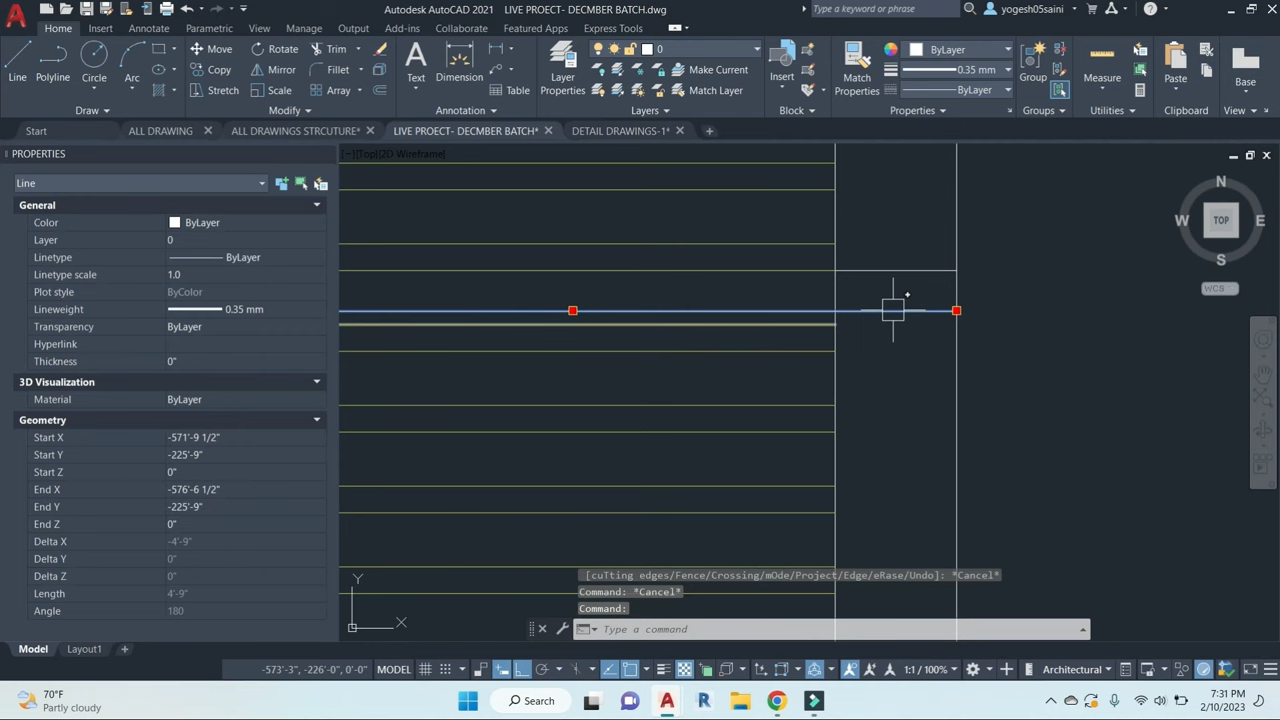 Autodesk AutoCAD 2021 LIVE PROECT- DECMBER BATCH.dwg
Type a keyword or phrase
yogesh05saini
Home Insert Annotate Parametric View Manage Output Add-ins Collaborate Featured Apps Express Tools
Line Polyline Circle Arc
Move Rotate Trim
Copy Mirror Fillet
Stretch Scale Array
Text Dimension Table
Layer Properties
0
Make Current
Match Layer
Insert
Match Properties
ByLayer
0.35 mm
ByLayer
Group Measure Paste Base
Draw Modify Annotation Layers Block Properties Groups Utilities Clipboard View
Start ALL DRAWING ALL DRAWINGS STRCUTURE* LIVE PROECT- DECMBER BATCH* DETAIL DRAWINGS-1*
PROPERTIES
[−][Top][2D Wireframe]
Line
General
Color ByLayer
Layer 0
Linetype ByLayer
Linetype scale 1.0
Plot style ByColor
Lineweight 0.35 mm
Transparency ByLayer
Hyperlink
Thickness 0"
3D Visualization
Material ByLayer
Geometry
Start X -571'-9 1/2"
Start Y -225'-9"
Start Z 0"
End X -576'-6 1/2"
End Y -225'-9"
End Z 0"
Delta X -4'-9"
Delta Y 0"
Delta Z 0"
Length 4'-9"
Angle 180
N
W TOP E
S
WCS
Y
X
[cuTting edges/Fence/Crossing/mOde/Project/Edge/eRase/Undo]: *Cancel*
Command: *Cancel*
Command:
Type a command
Model Layout1
-573'-3", -226'-0", 0'-0" MODEL 1:1 / 100% Architectural
70°F
Partly cloudy
Search
7:31 PM
2/10/2023